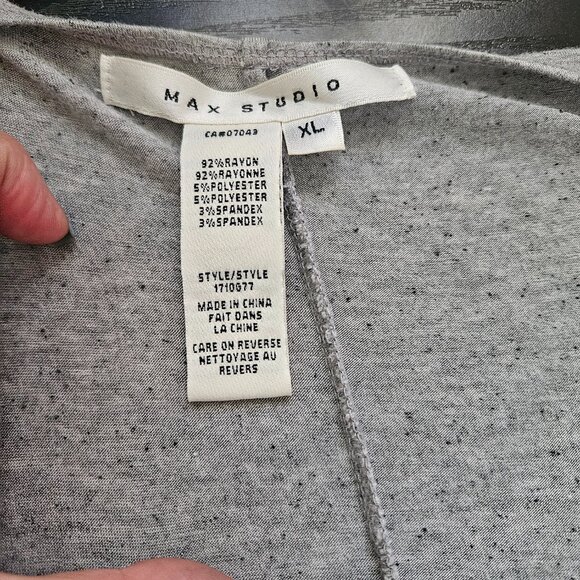 MAX STUDIO
XL
CA#07043
92%RAYON
92%RAYONNE
5%POLYESTER
5%POLYESTER
3%SPANDEX
3%SPANDEX
STYLE/STYLE
1710G77
MADE IN CHINA
FAIT DANS
LA CHINE
CARE ON REVERSE
NETTOYAGE AU
REVERS